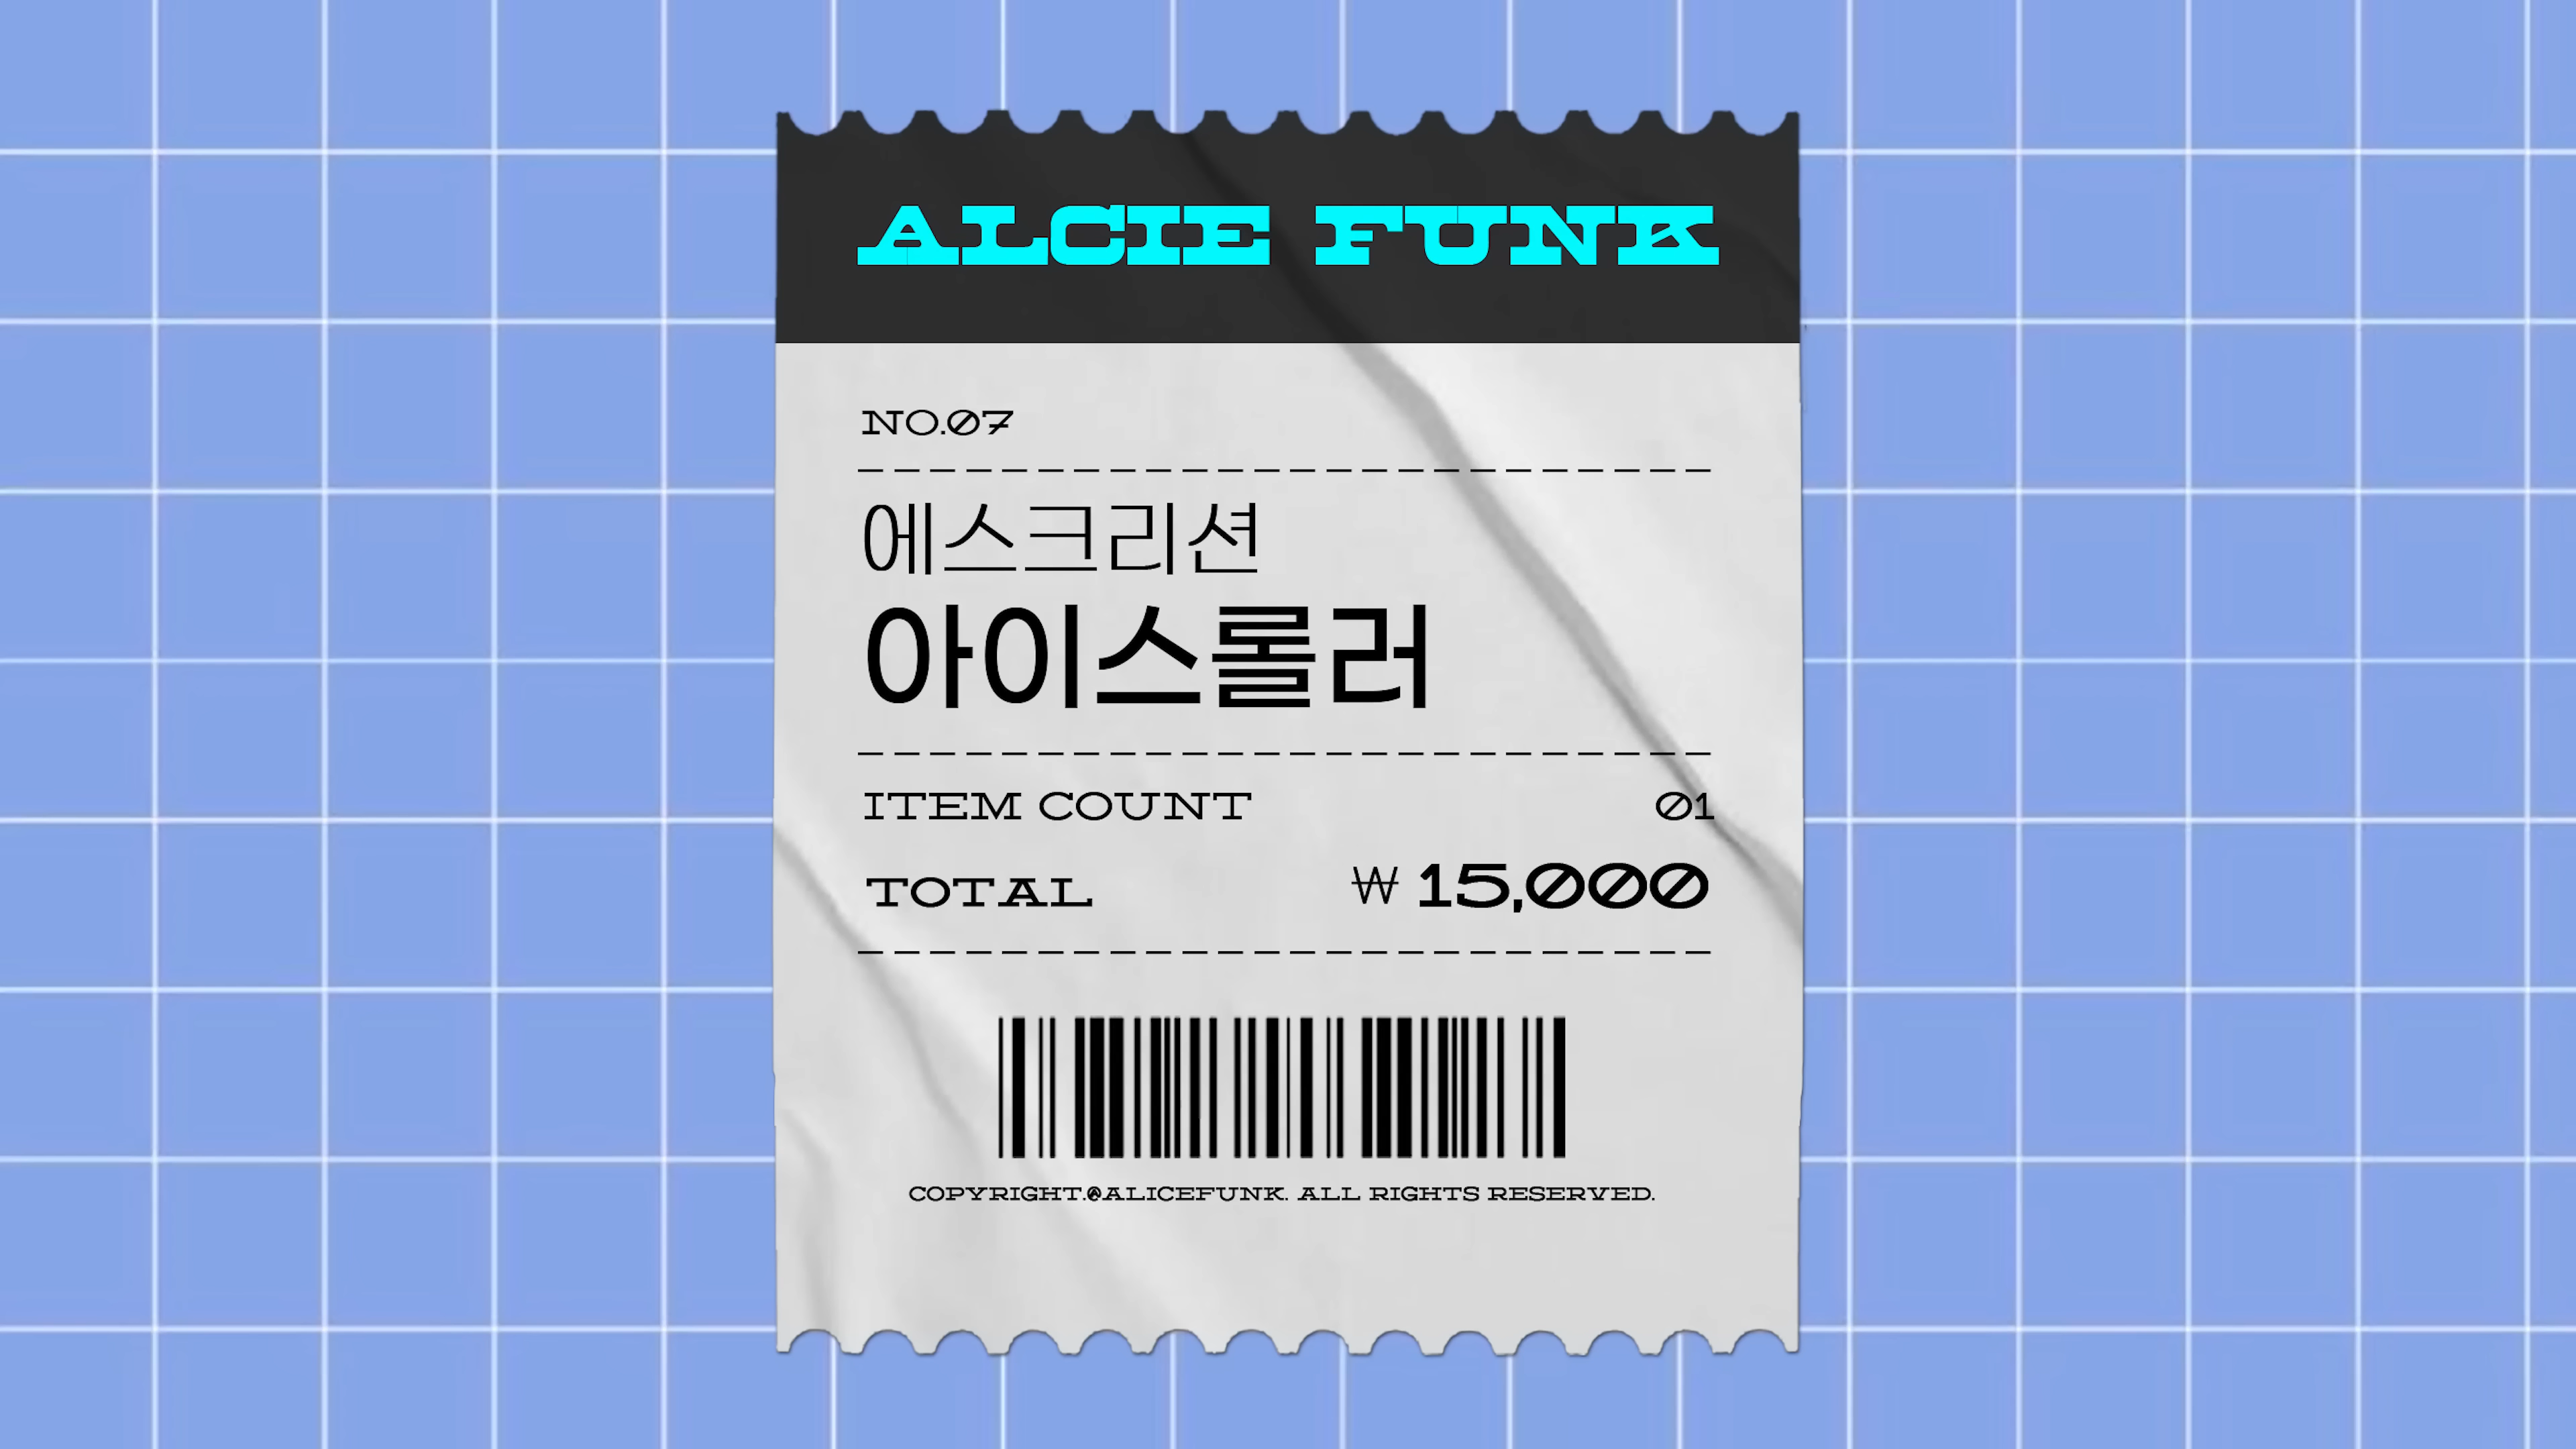 ALCIE FUNK
NO.07
에스크리션
아이스롤러
ITEM COUNT 01
TOTAL ₩ 15,000
COPYRIGHT.@ALICEFUNK. ALL RIGHTS RESERVED.